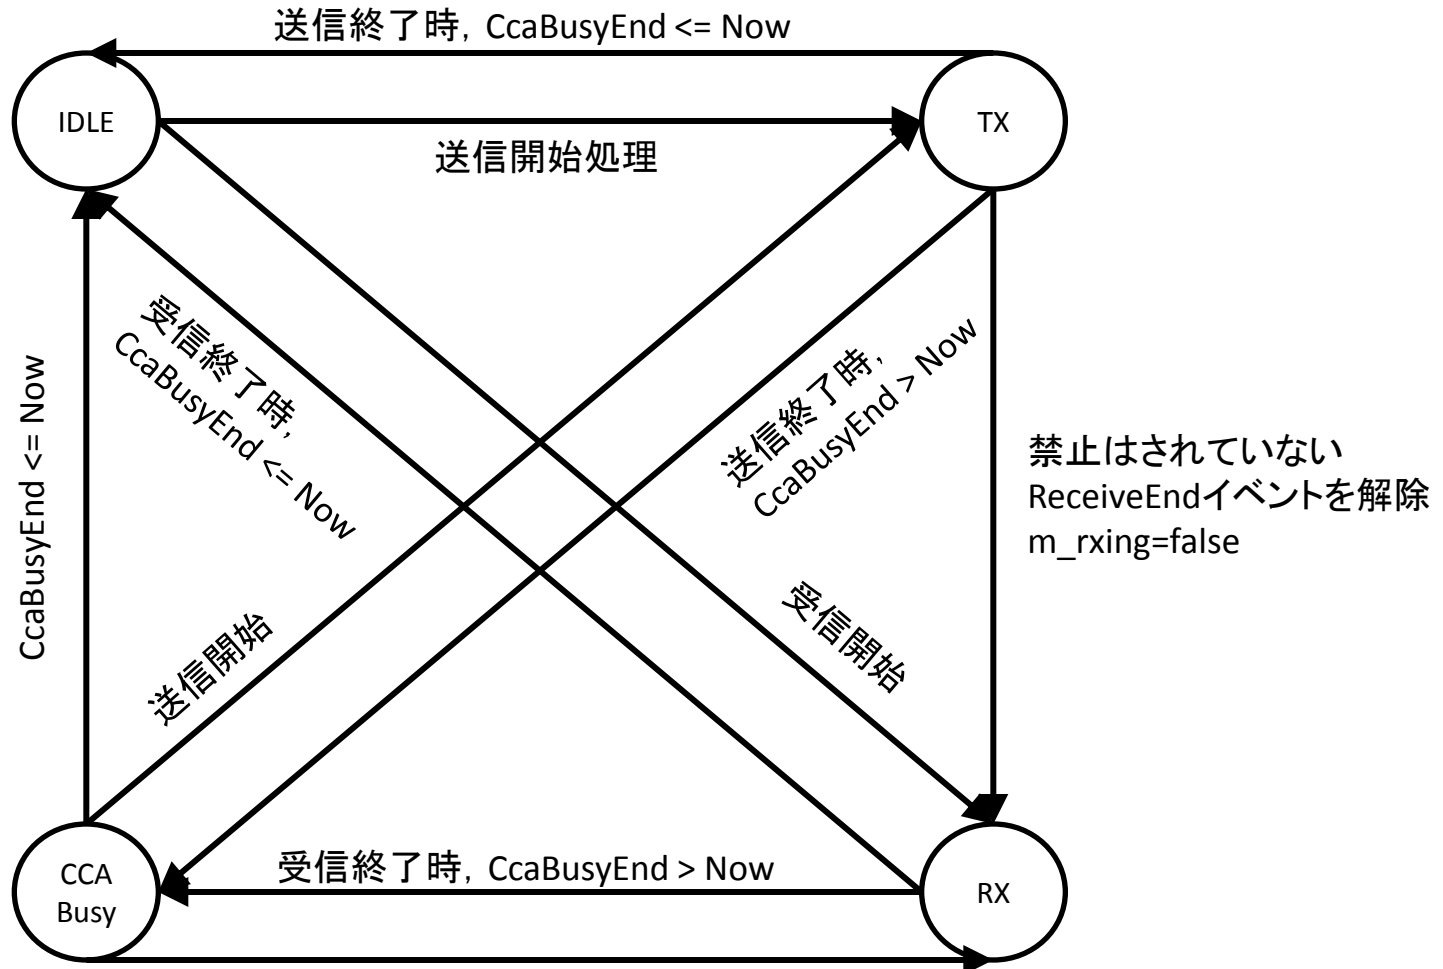 送信終了時, CcaBusyEnd <= Now
IDLE
TX
送信開始処理
受信終了時,
CcaBusyEnd <= Now
送信終了時,
CcaBusyEnd > Now
CcaBusyEnd <= Now
禁止はされていない
ReceiveEndイベントを解除
m_rxing=false
送信開始
受信開始
受信終了時, CcaBusyEnd > Now
CCA
Busy
RX